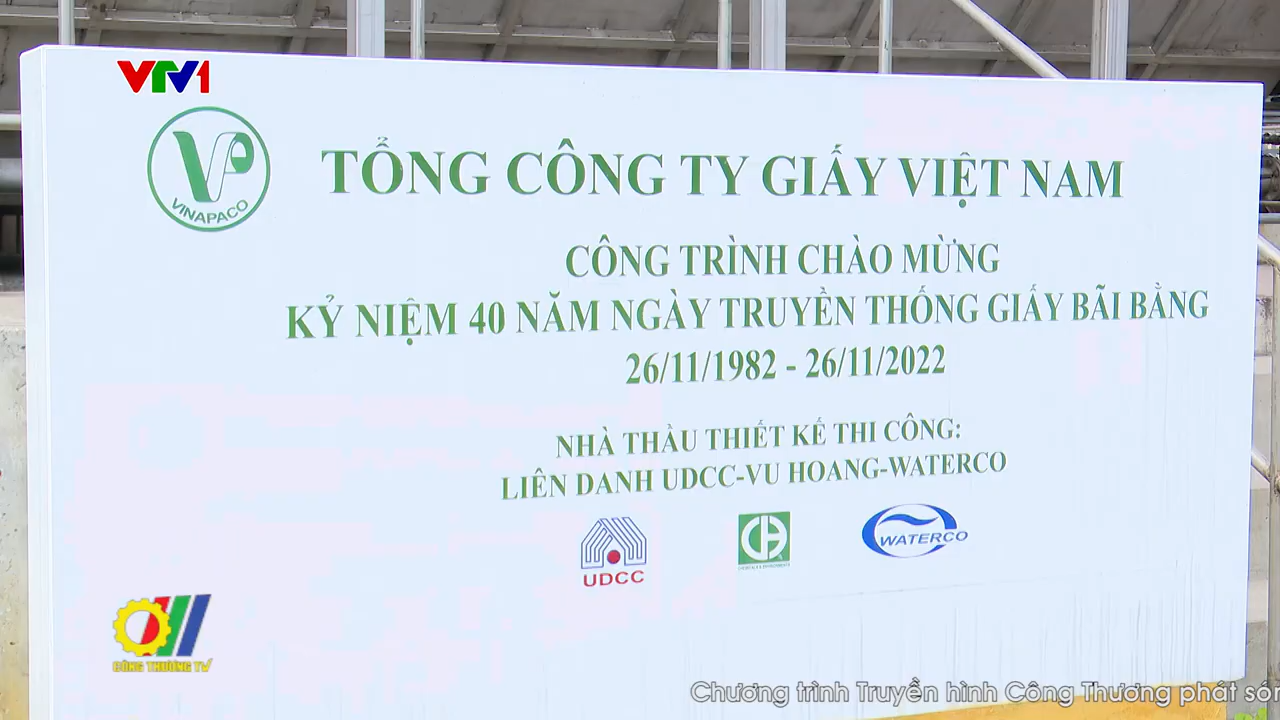 VTV1
VINAPACO
TỔNG CÔNG TY GIẤY VIỆT NAM
CÔNG TRÌNH CHÀO MỪNG
KỶ NIỆM 40 NĂM NGÀY TRUYỀN THỐNG GIẤY BÃI BẰNG
26/11/1982 - 26/11/2022
NHÀ THẦU THIẾT KẾ THI CÔNG:
LIÊN DANH UDCC-VU HOANG-WATERCO
UDCC
WATERCO
CÔNG THƯƠNG TV
Chương trình Truyền hình Công Thương phát són